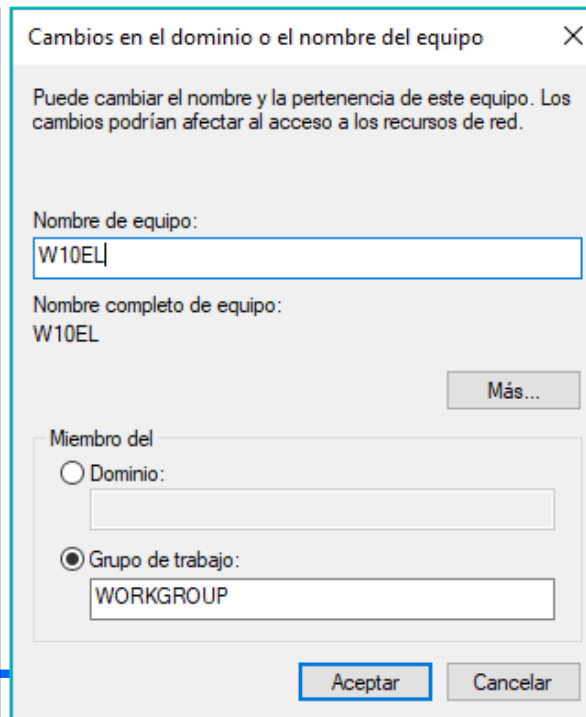 Cambios en el dominio o el nombre del equipo
Puede cambiar el nombre y la pertenencia de este equipo. Los
cambios podrían afectar al acceso a los recursos de red.
Nombre de equipo:
W10EL
Nombre completo de equipo:
W10EL
Más...
Miembro del
Dominio:
Grupo de trabajo:
WORKGROUP
Aceptar
Cancelar